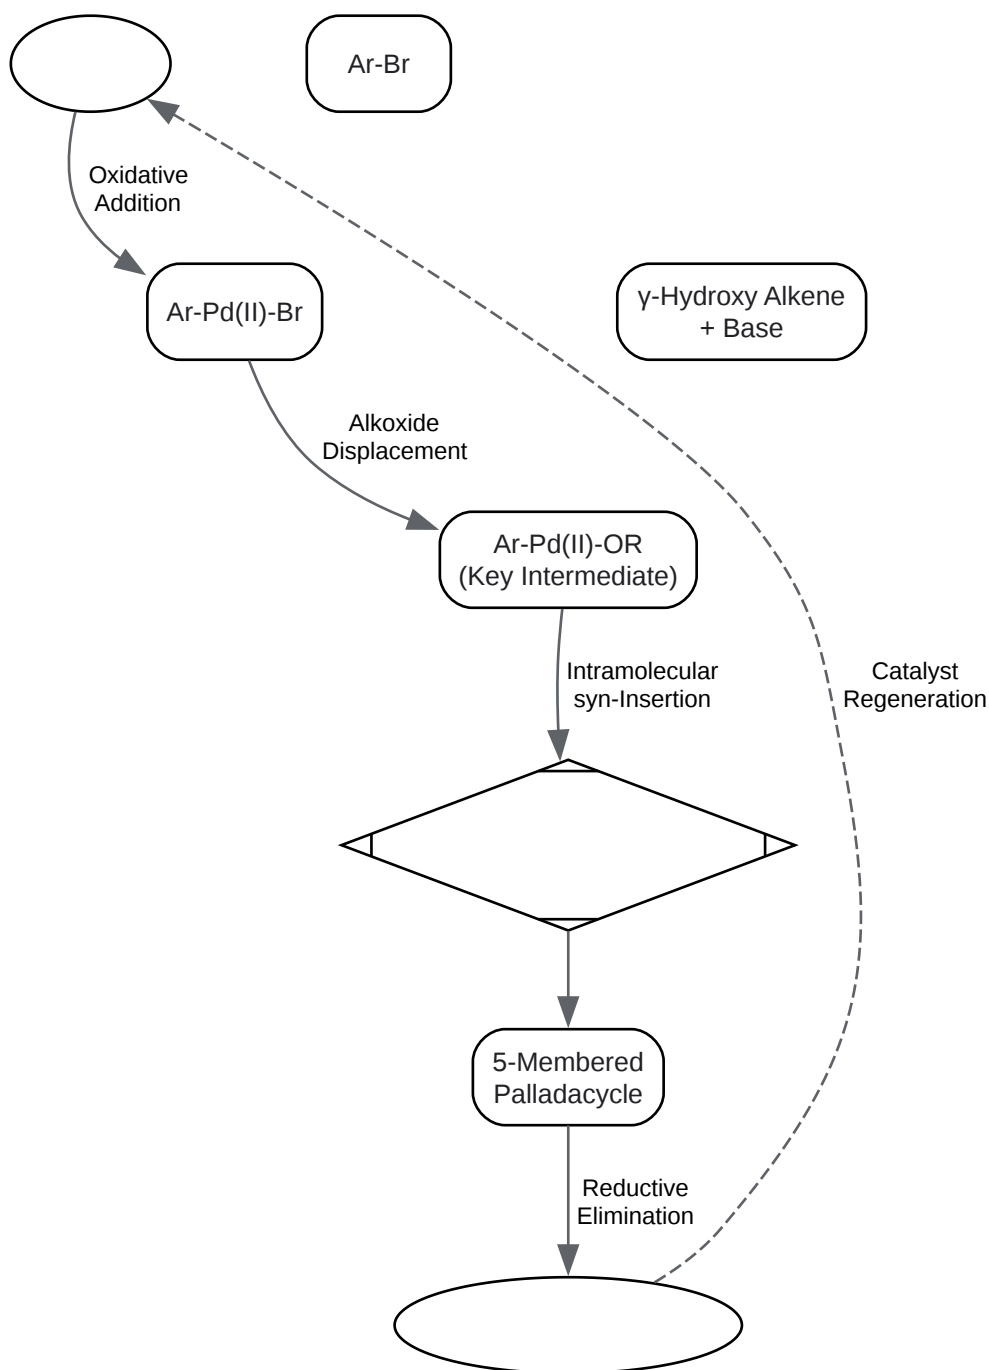 Ar-Br
Oxidative
Addition
Ar-Pd(II)-Br
γ-Hydroxy Alkene
+ Base
Alkoxide
Displacement
Ar-Pd(II)-OR
(Key Intermediate)
Intramolecular
syn-Insertion
Catalyst
Regeneration
5-Membered
Palladacycle
Reductive
Elimination